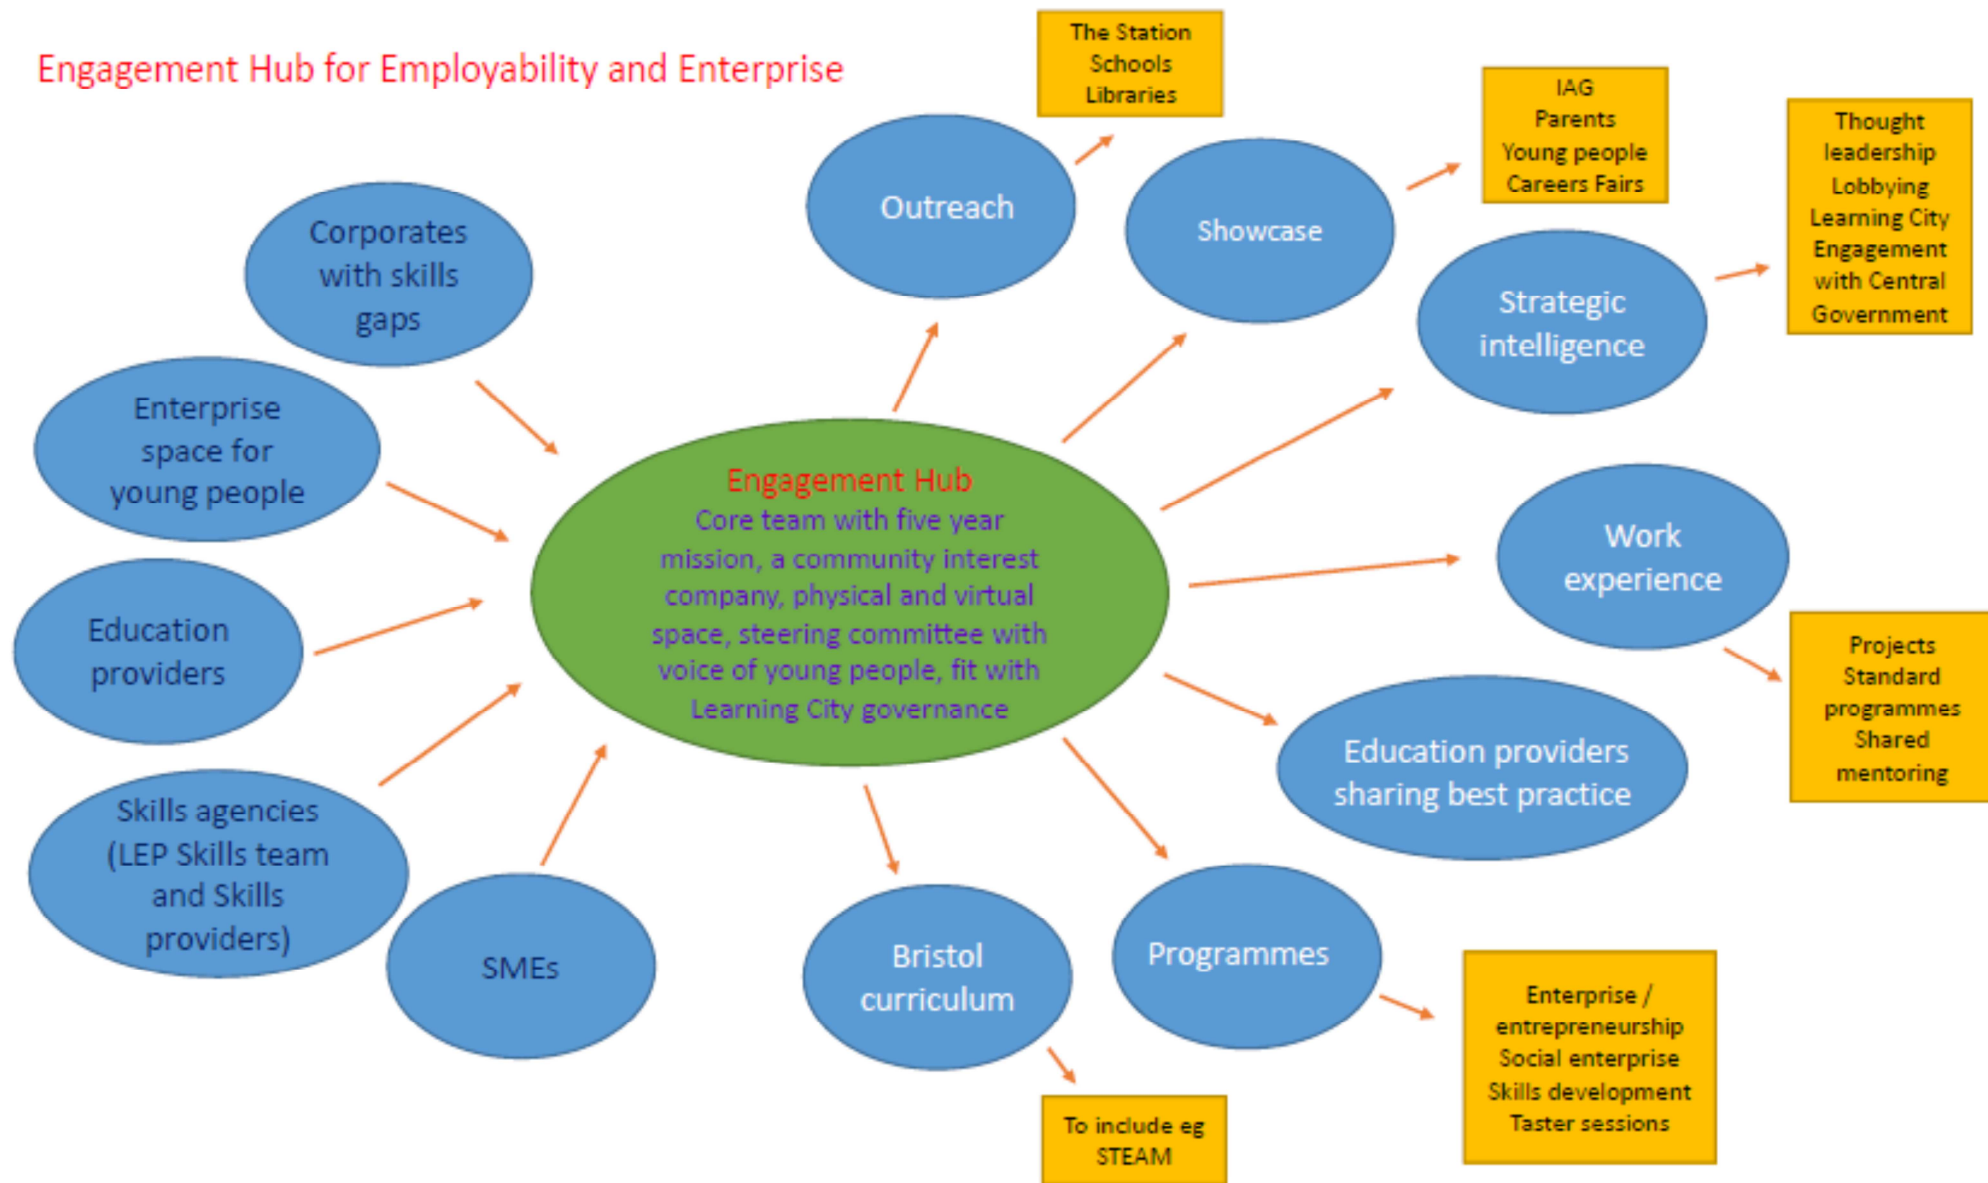 Engagement Hub for Employability and Enterprise
The Station
Schools
Libraries
IAG
Parents
Young people
Careers Fairs
Thought
leadership
Lobbying
Learning City
Engagement
with Central
Government
Outreach
Showcase
Strategic
intelligence
Corporates
with skills
gaps
Enterprise
space for
young people
Education
providers
Skills agencies
(LEP Skills team
and Skills
providers)
SMEs
Engagement Hub
Core team with five year
mission, a community interest
company, physical and virtual
space, steering committee with
voice of young people, fit with
Learning City governance
Work
experience
Projects
Standard
programmes
Shared
mentoring
Education providers
sharing best practice
Programmes
Enterprise /
entrepreneurship
Social enterprise
Skills development
Taster sessions
Bristol
curriculum
To include eg
STEAM